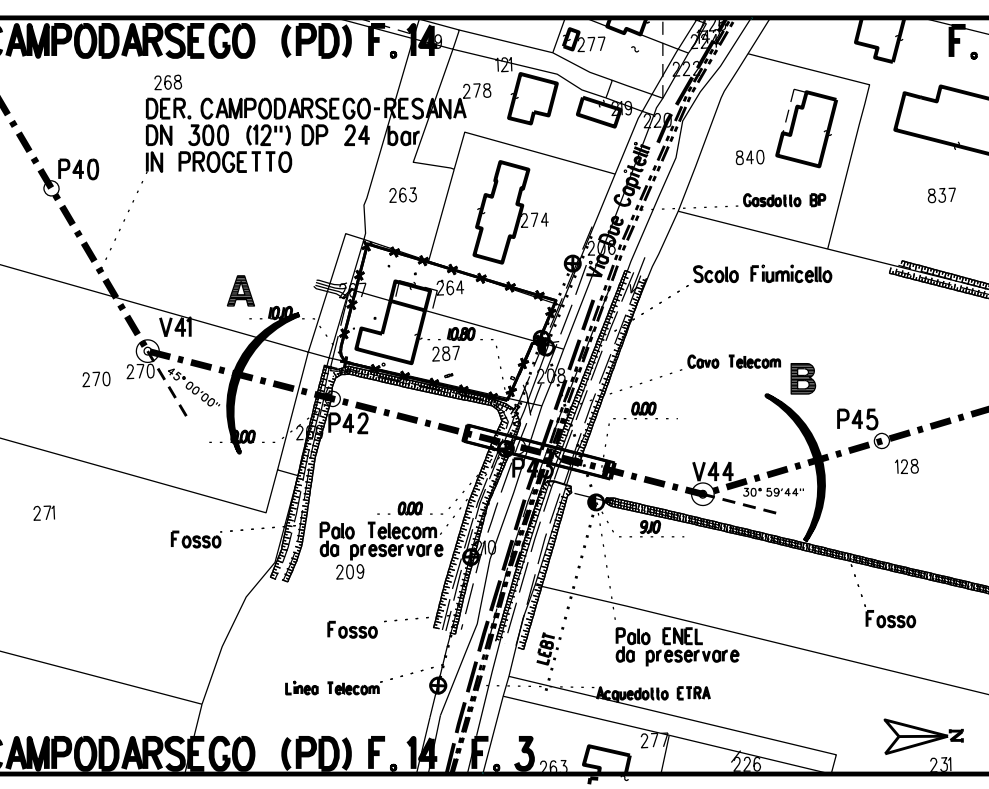 CAMPODARSEGO (PD) F.14
F.
277
222
121
278
219
220
268
DER. CAMPODARSEGO-RESANA
DN 300 (12") DP 24 bar
IN PROGETTO
P40
263
274
840
Gasdotto BP
837
Via Due Capitelli
208
Scolo Fiumicello
A
264
10.10
10.80
V41
287
270
270
45°00'00"
208
Cavo Telecom
B
0.00
0.00
P42
P45
V44
30° 59'44"
128
271
0.00
9.10
Fosso
Palo Telecom
da preservare
210
209
Fosso
Fosso
LEBT
Palo ENEL
da preservare
Linea Telecom
Acquedotto ETRA
CAMPODARSEGO (PD) F.14
F. 3
277
263
226
231
N